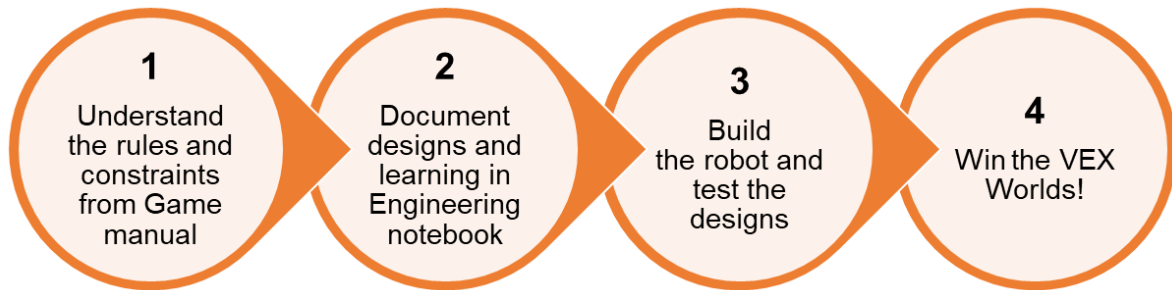 1
Understand
the rules and
constraints
from Game
manual
2
Document
designs and
learning in
Engineering
notebook
3
Build
the robot and
test the
designs
4
Win the VEX
Worlds!